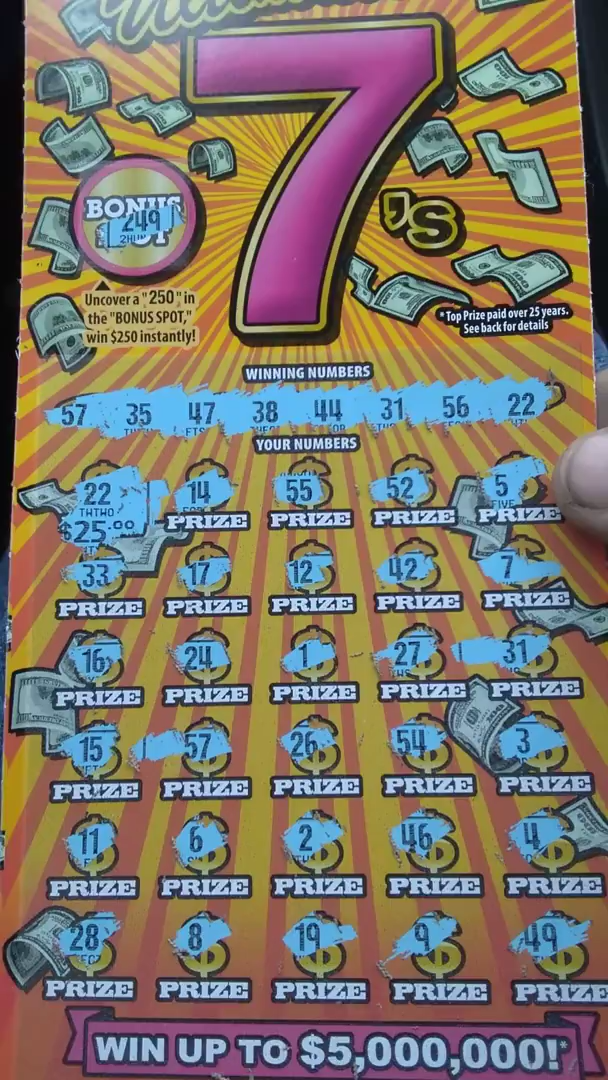 7's
BONUS
249
Uncover a "250" in
the "BONUS SPOT,"
win $250 instantly!
*Top Prize paid over 25 years.
See back for details
WINNING NUMBERS
57 35 47 38 44 31 56 22
YOUR NUMBERS
22 14 55 52 5
THTWO FIVE
$25.00 PRIZE PRIZE PRIZE PRIZE
33 17 12 42 7
PRIZE PRIZE PRIZE PRIZE PRIZE
16 24 1 27 31
PRIZE PRIZE PRIZE PRIZE PRIZE
15 57 26 54 3
PRIZE PRIZE PRIZE PRIZE PRIZE
11 6 2 46 4
PRIZE PRIZE PRIZE PRIZE PRIZE
28 8 19 9 49
PRIZE PRIZE PRIZE PRIZE PRIZE
WIN UP TO $5,000,000!*